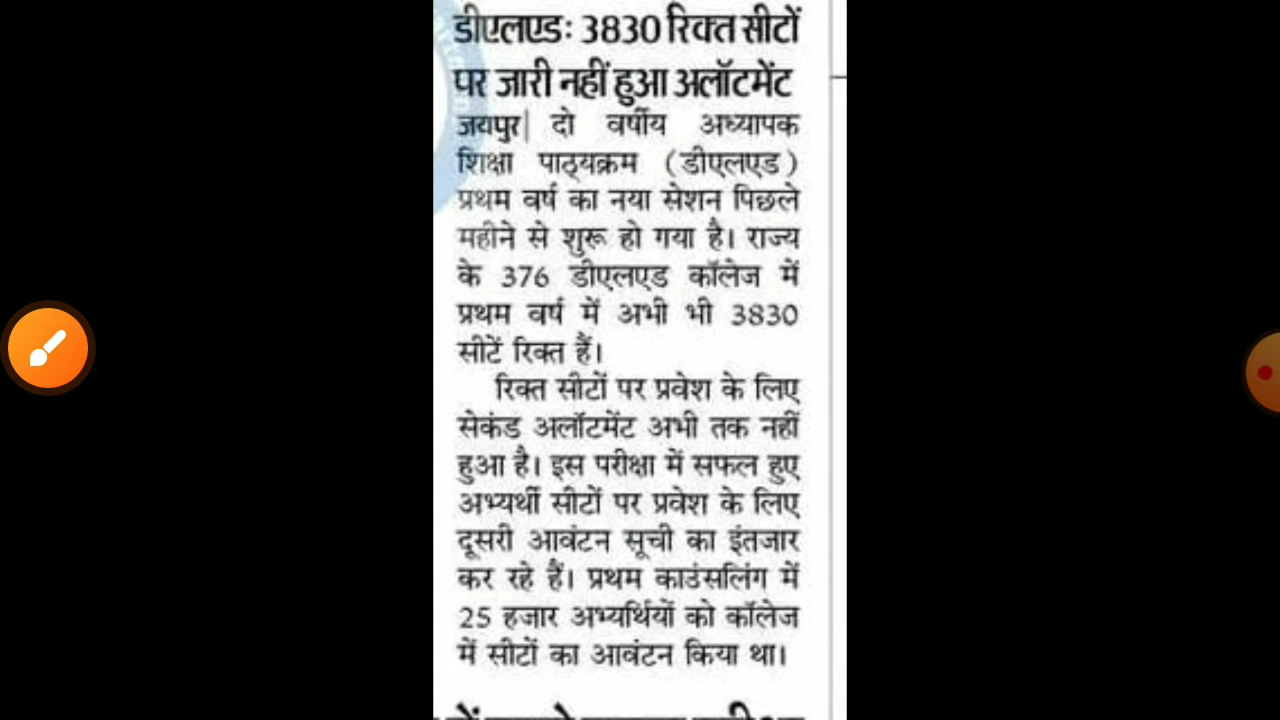 डीएलएडः 3830 रिक्त सीटों
पर जारी नहीं हुआ अलॉटमेंट
जयपुर| दो वर्षीय अध्यापक
शिक्षा पाठ्यक्रम (डीएलएड)
प्रथम वर्ष का नया सेशन पिछले
महीने से शुरू हो गया है। राज्य
के 376 डीएलएड कॉलेज में
प्रथम वर्ष में अभी भी 3830
सीटें रिक्त हैं।
रिक्त सीटों पर प्रवेश के लिए
सेकंड अलॉटमेंट अभी तक नहीं
हुआ है। इस परीक्षा में सफल हुए
अभ्यर्थी सीटों पर प्रवेश के लिए
दूसरी आवंटन सूची का इंतजार
कर रहे हैं। प्रथम काउंसलिंग में
25 हजार अभ्यर्थियों को कॉलेज
में सीटों का आवंटन किया था।